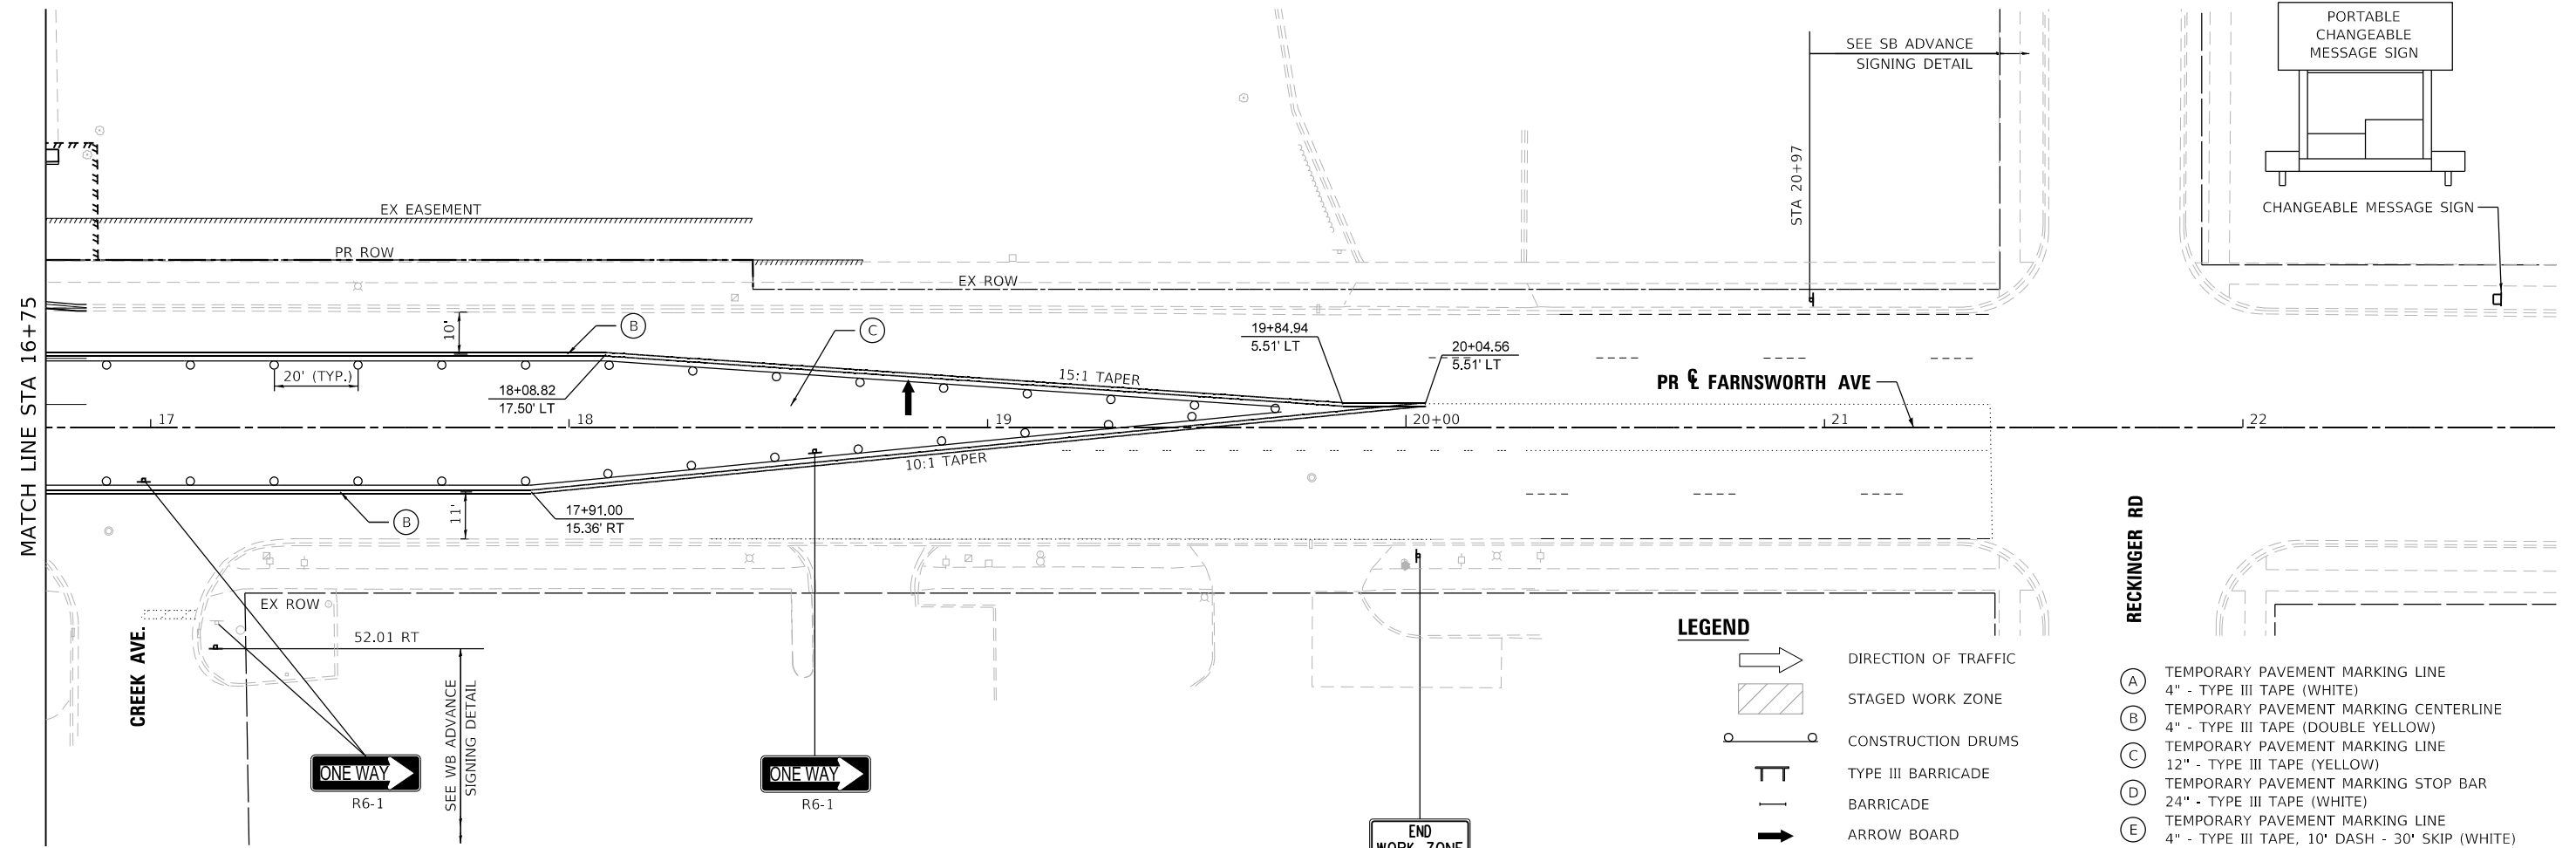 MATCH LINE STA 16+75
EX EASEMENT
PR ROW
EX ROW
10'
B
C
20' (TYP.)
18+08.82
17.50' LT
15:1 TAPER
19+84.94
5.51' LT
20+04.56
5.51' LT
SEE SB ADVANCE
SIGNING DETAIL
STA 20+97
PORTABLE
CHANGEABLE
MESSAGE SIGN
CHANGEABLE MESSAGE SIGN
PR ℄ FARNSWORTH AVE
17
18
19
20+00
21
22
10:1 TAPER
11'
B
17+91.00
15.36' RT
EX ROW
52.01 RT
CREEK AVE.
SEE WB ADVANCE
SIGNING DETAIL
ONE WAY
R6-1
ONE WAY
R6-1
END
WORK ZONE
RECKINGER RD
LEGEND
DIRECTION OF TRAFFIC
STAGED WORK ZONE
CONSTRUCTION DRUMS
TYPE III BARRICADE
BARRICADE
ARROW BOARD
A TEMPORARY PAVEMENT MARKING LINE
4" - TYPE III TAPE (WHITE)
B TEMPORARY PAVEMENT MARKING CENTERLINE
4" - TYPE III TAPE (DOUBLE YELLOW)
C TEMPORARY PAVEMENT MARKING LINE
12" - TYPE III TAPE (YELLOW)
D TEMPORARY PAVEMENT MARKING STOP BAR
24" - TYPE III TAPE (WHITE)
E TEMPORARY PAVEMENT MARKING LINE
4" - TYPE III TAPE, 10' DASH - 30' SKIP (WHITE)